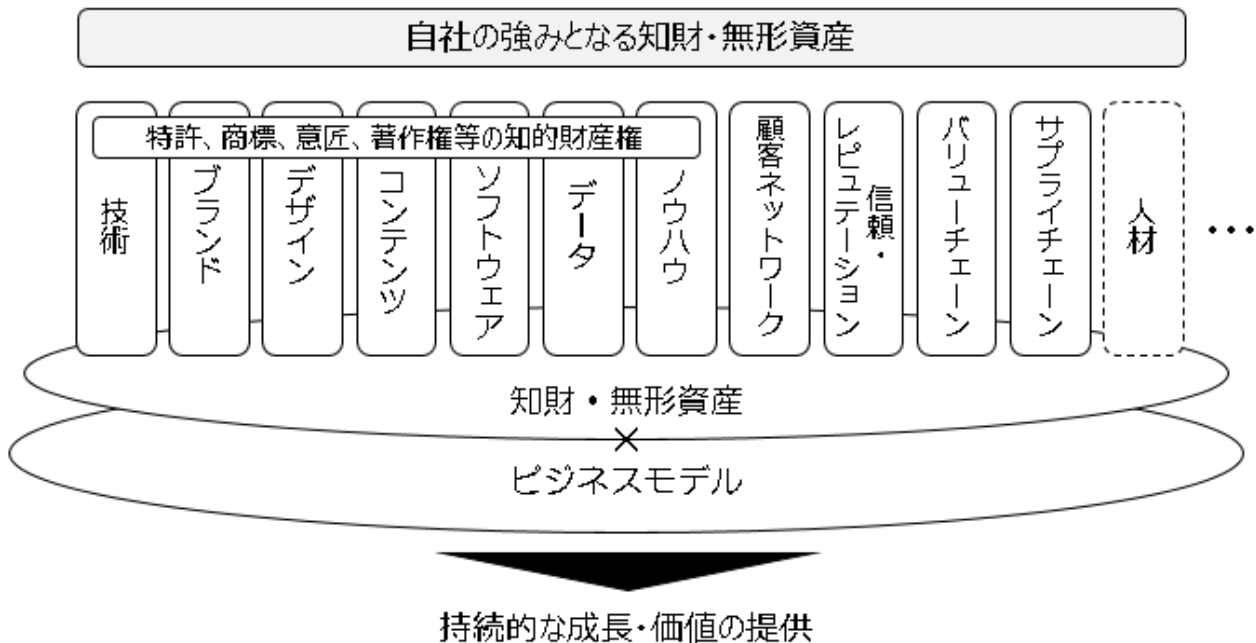 自社の強みとなる知財・無形資産
特許、商標、意匠、著作権等の知的財産権
技術
ブランド
デザイン
コンテンツ
ソフトウェア
データ
ノウハウ
顧客ネットワーク
信頼・
レピュテーション
バリューチェーン
サプライチェーン
人材
・・・
知財・無形資産
×
ビジネスモデル
持続的な成長・価値の提供